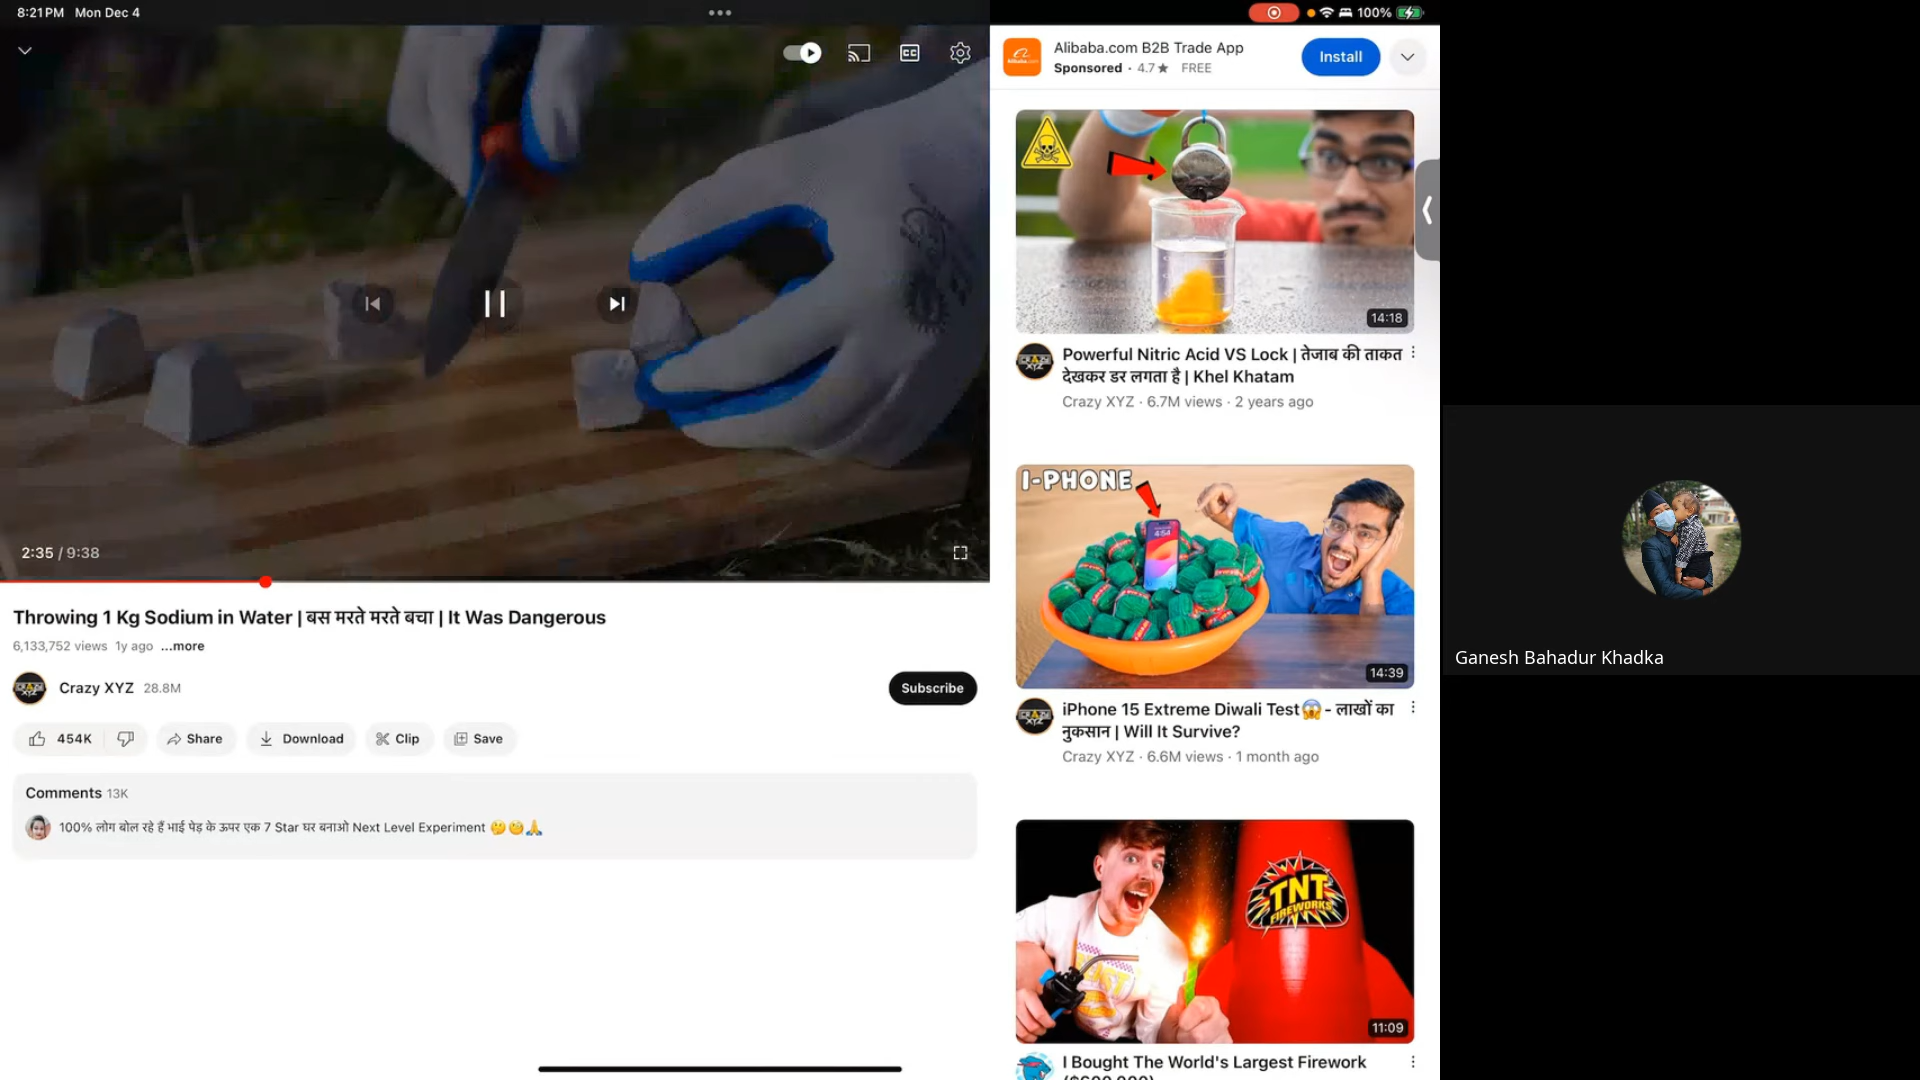 8:21 PM Mon Dec 4
100%
CC
2:35 / 9:38
Throwing 1 Kg Sodium in Water | बस मरते मरते बचा | It Was Dangerous
6,133,752 views 1y ago ...more
Crazy XYZ 28.8M
Subscribe
454K
Share
Download
Clip
Save
Comments 13K
100% लोग बोल रहे हैं भाई पेड़ के ऊपर एक 7 Star घर बनाओ Next Level Experiment 🤔🧐🙏
Alibaba.com B2B Trade App
Sponsored · 4.7★ FREE
Install
14:18
Powerful Nitric Acid VS Lock | तेजाब की ताकत
देखकर डर लगता है | Khel Khatam
Crazy XYZ · 6.7M views · 2 years ago
I-PHONE
4:54
14:39
iPhone 15 Extreme Diwali Test😱 - लाखों का
नुकसान | Will It Survive?
Crazy XYZ · 6.6M views · 1 month ago
TNT
FIREWORKS
11:09
I Bought The World's Largest Firework
Ganesh Bahadur Khadka